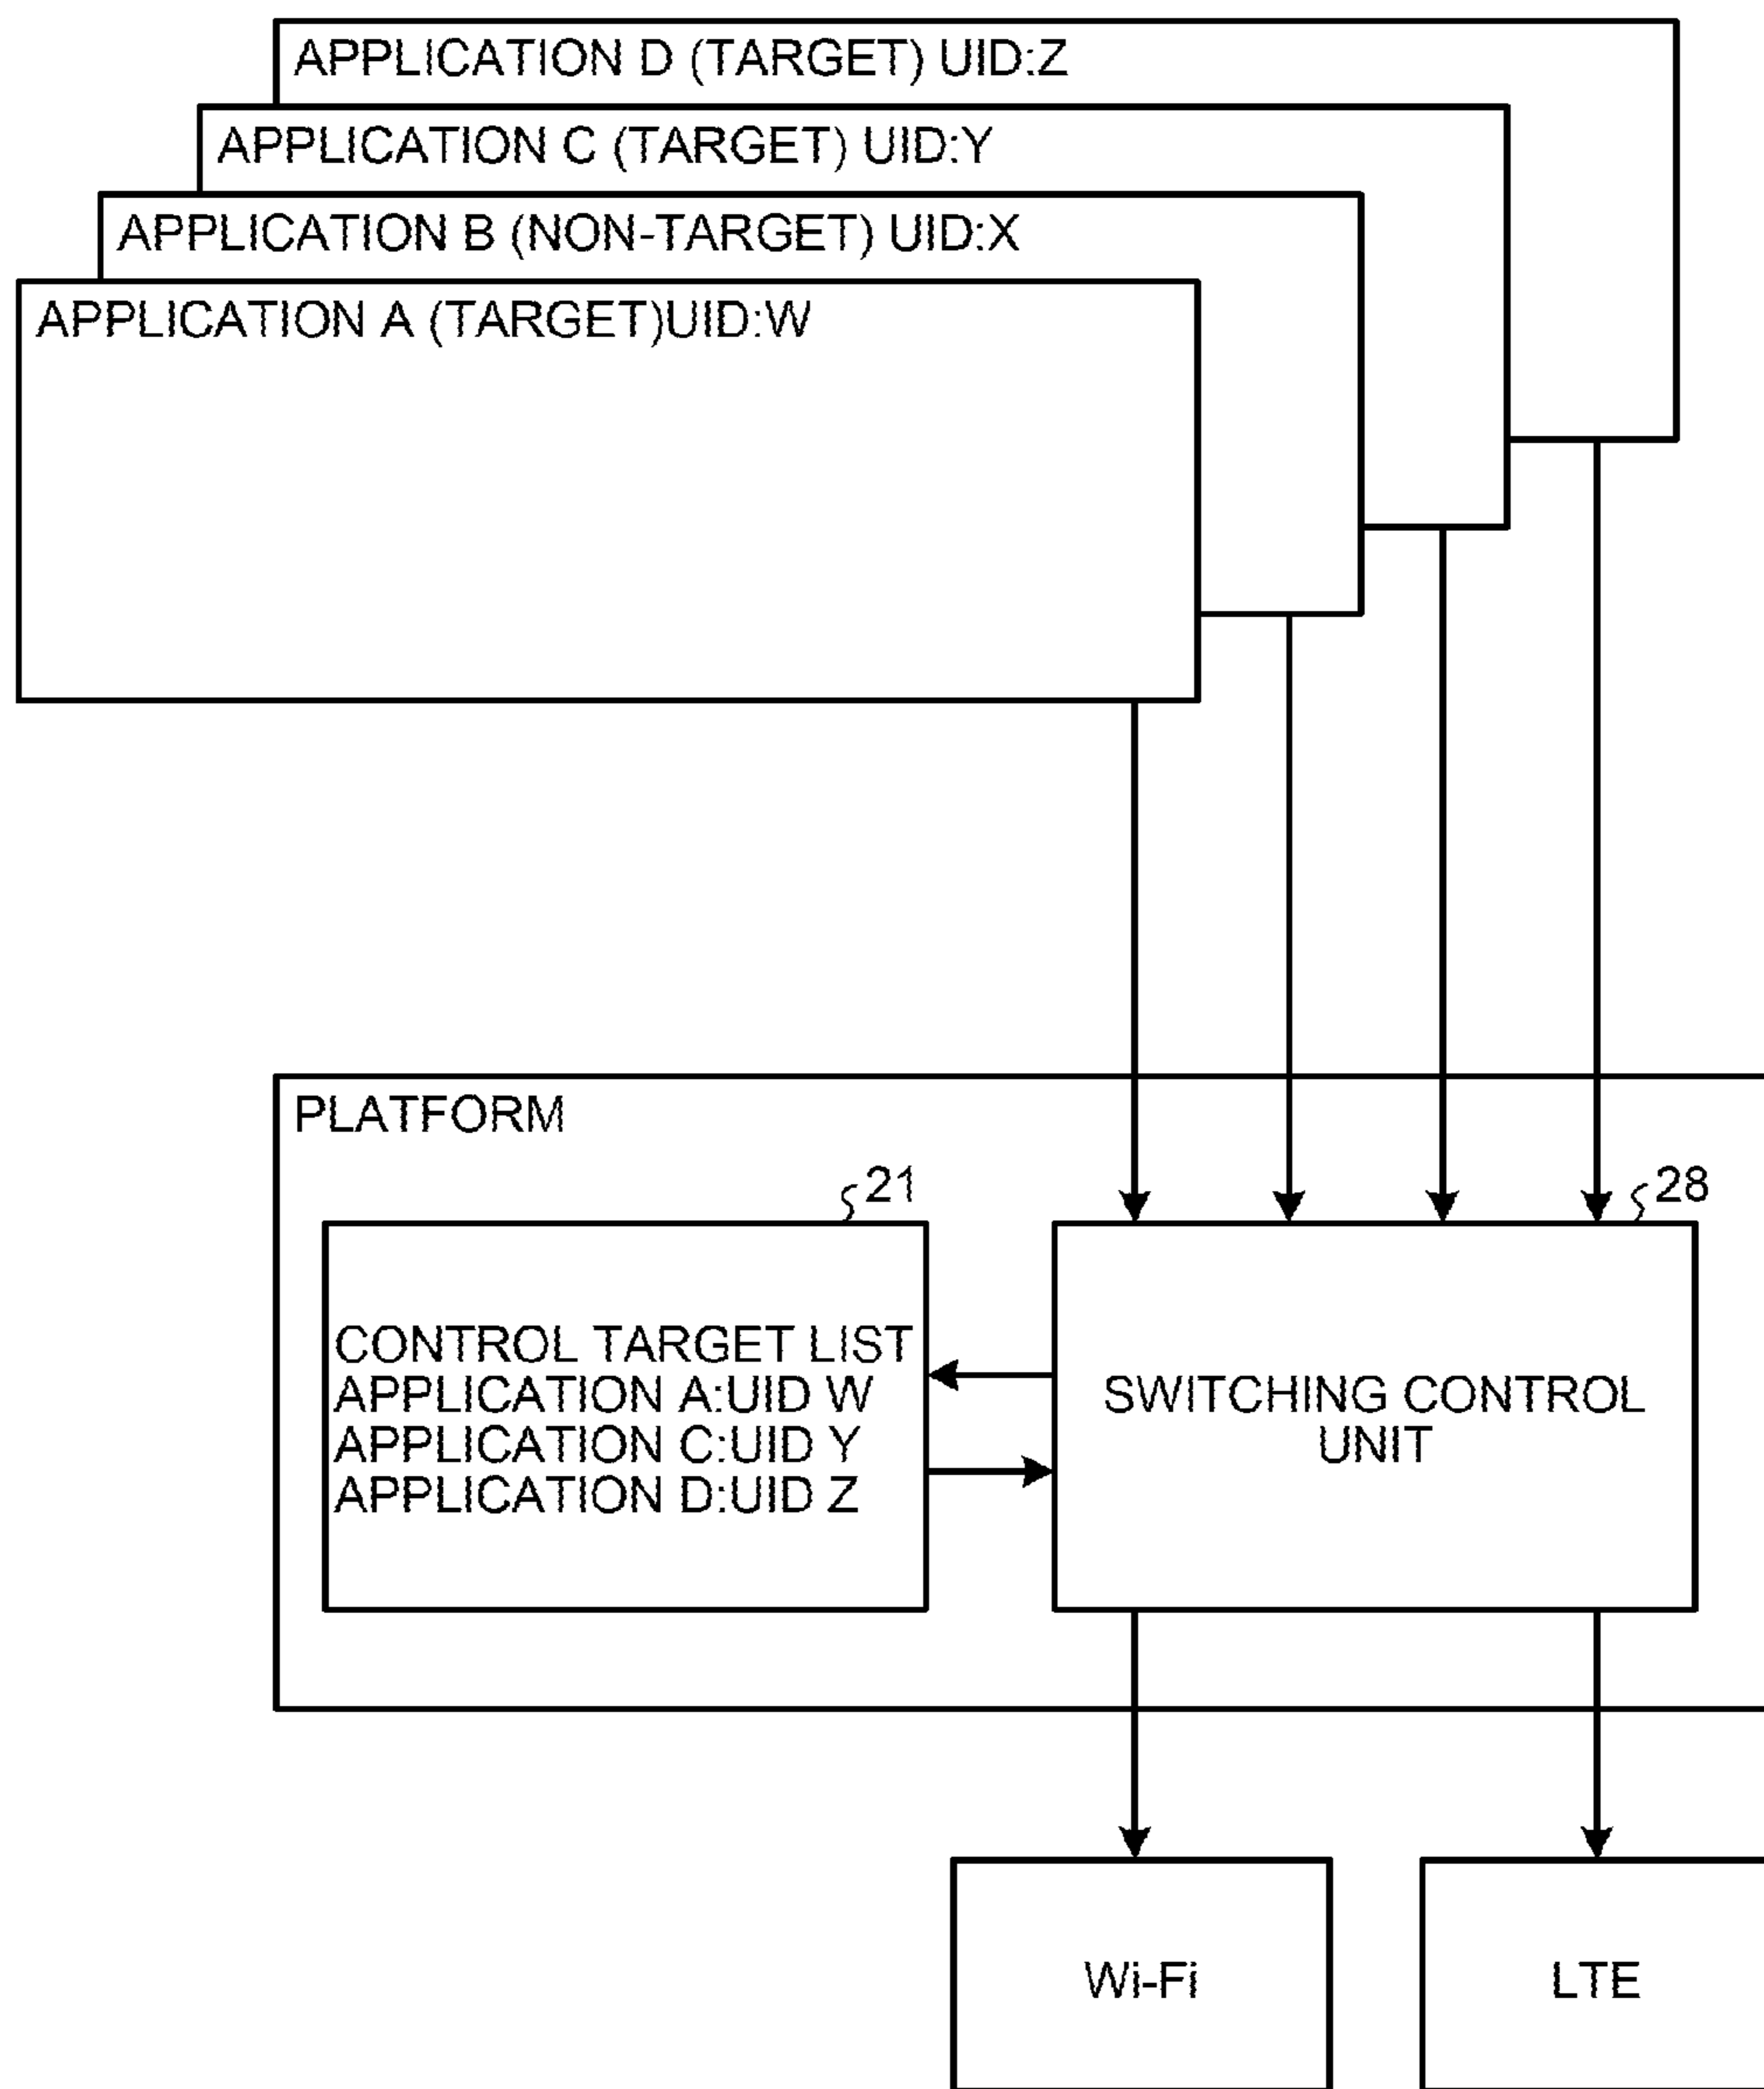 APPLICATION D (TARGET) UID:Z
APPLICATION C (TARGET) UID:Y
APPLICATION B (NON-TARGET) UID:X
APPLICATION A (TARGET)UID:W
PLATFORM
21
28
CONTROL TARGET LIST
APPLICATION A:UID W
APPLICATION C:UID Y
APPLICATION D:UID Z
SWITCHING CONTROL
UNIT
Wi-Fi
LTE